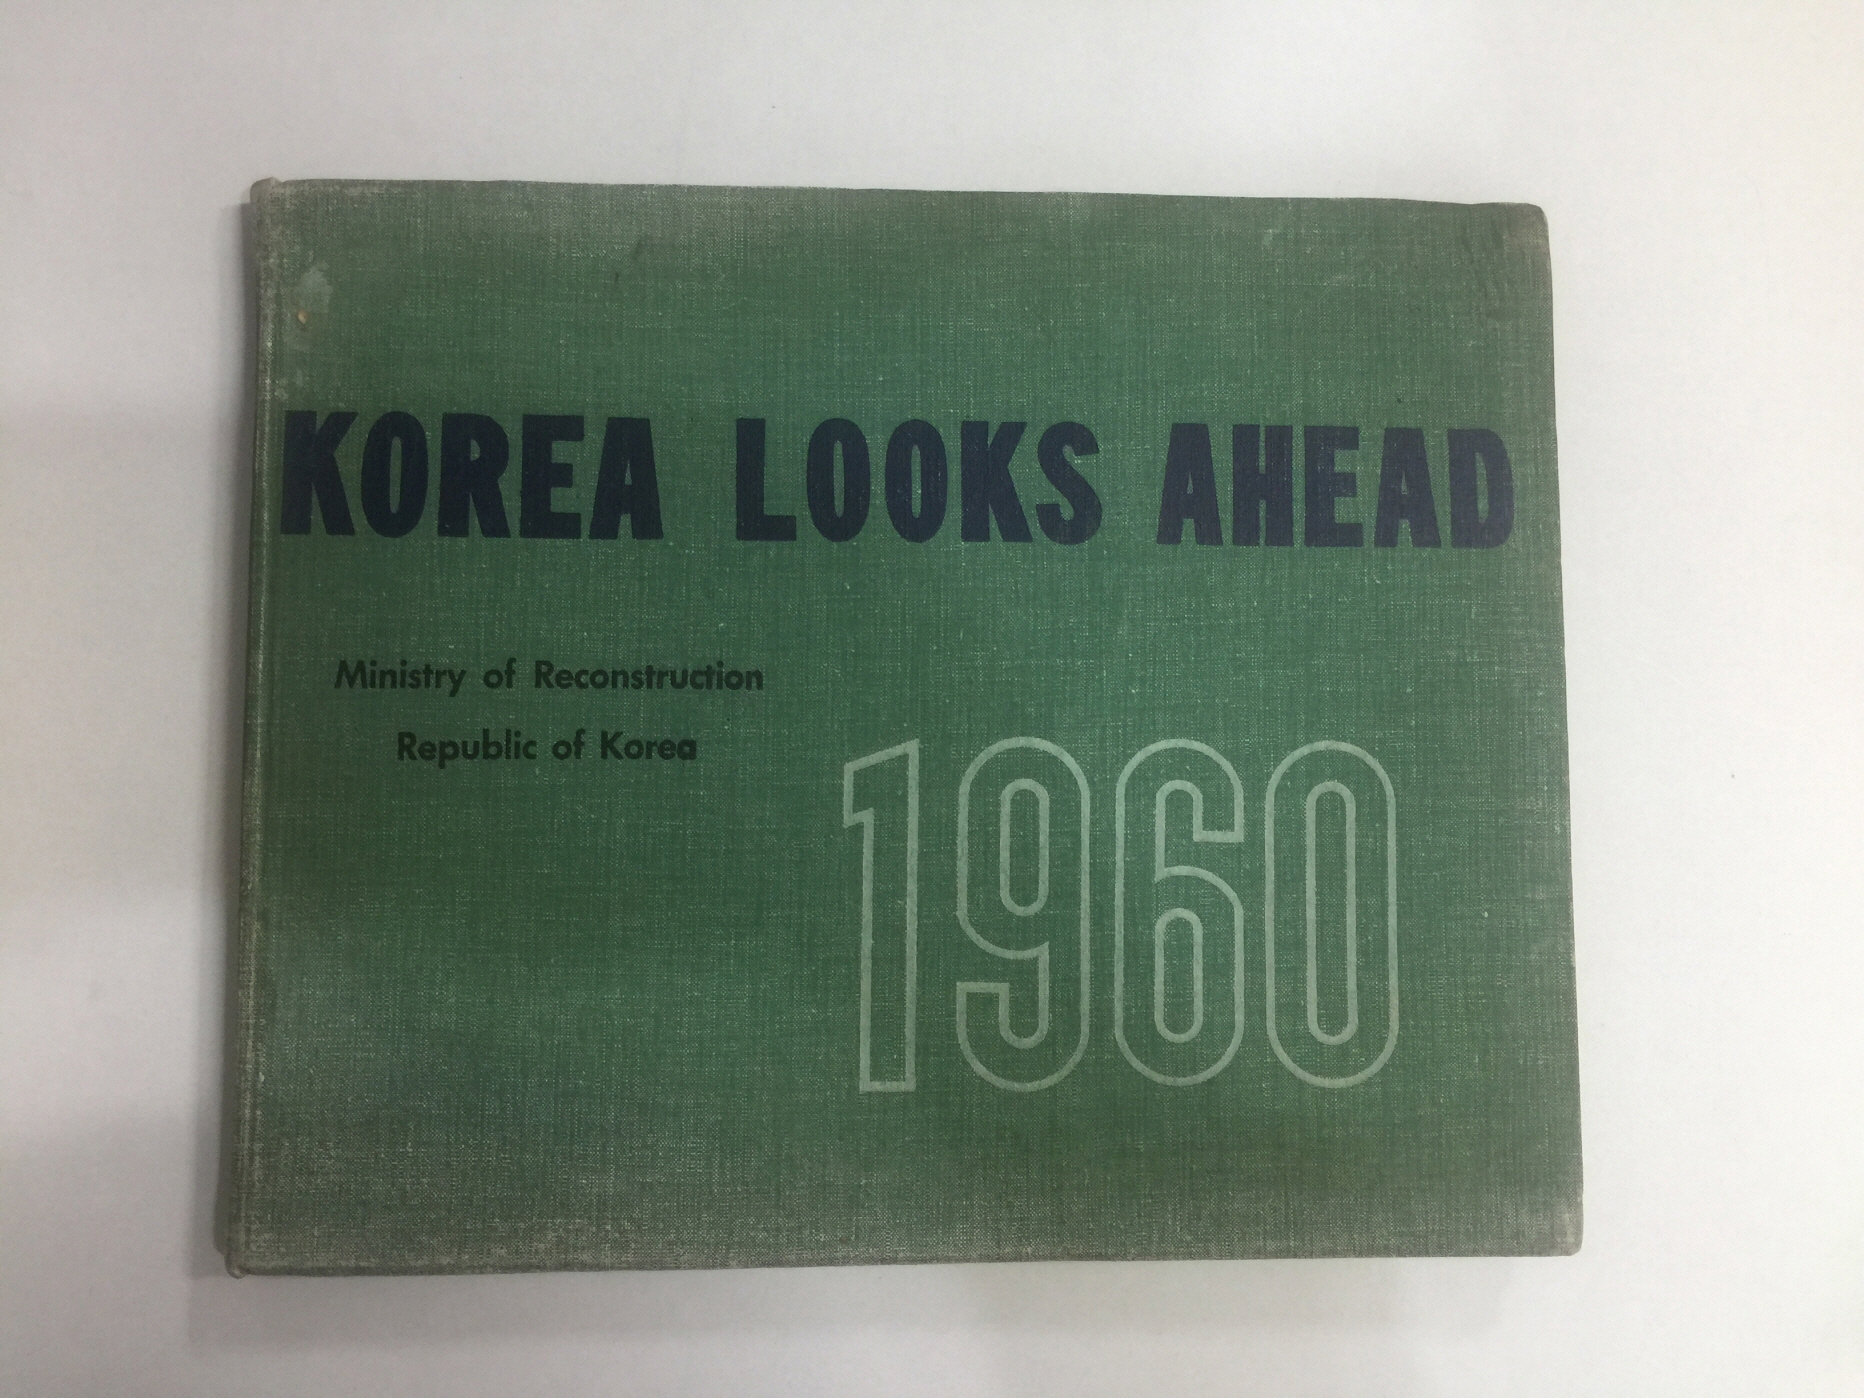 KOREA LOOKS AHEAD
Ministry of Reconstruction
Republic of Korea
1960